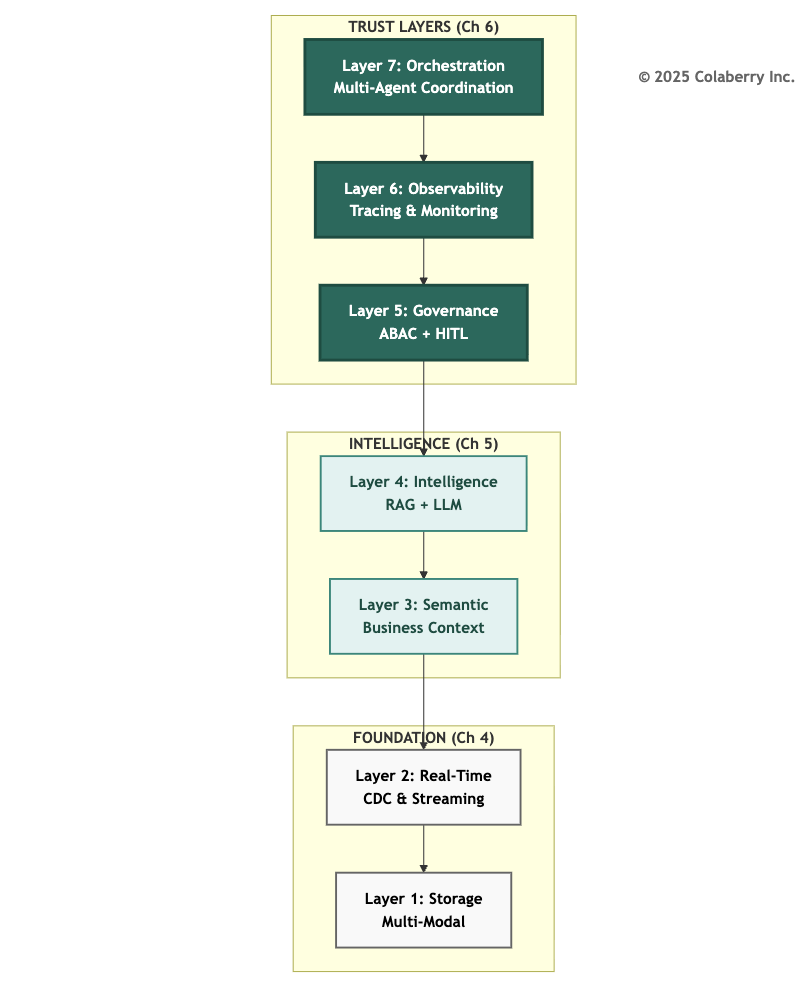 TRUST LAYERS (Ch 6)
Layer 7: Orchestration
Multi-Agent Coordination
© 2025 Colaberry Inc.
Layer 6: Observability
Tracing & Monitoring
Layer 5: Governance
ABAC + HITL
INTELLIGENCE (Ch 5)
Layer 4: Intelligence
RAG + LLM
Layer 3: Semantic
Business Context
FOUNDATION (Ch 4)
Layer 2: Real-Time
CDC & Streaming
Layer 1: Storage
Multi-Modal